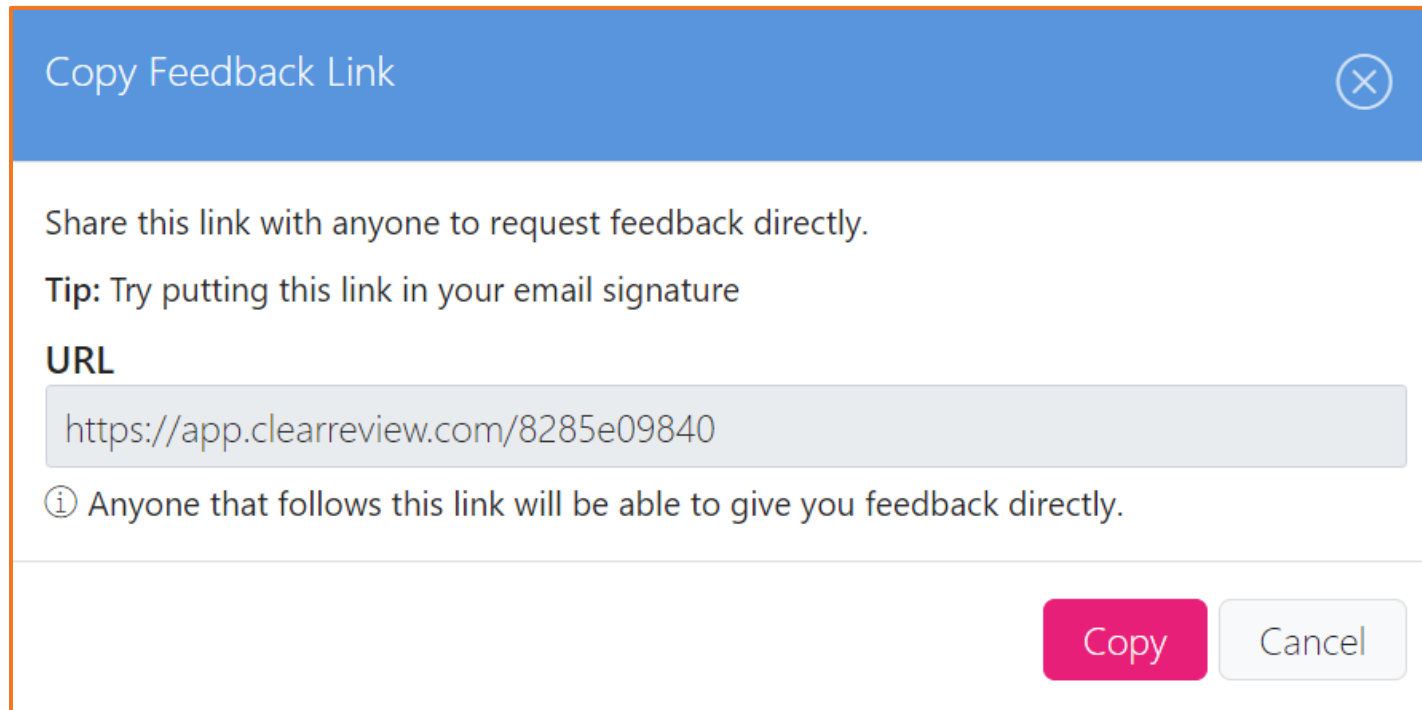 Copy Feedback Link
Share this link with anyone to request feedback directly.
Tip: Try putting this link in your email signature
URL
https://app.clearreview.com/8285e09840
ⓘ Anyone that follows this link will be able to give you feedback directly.
Copy
Cancel